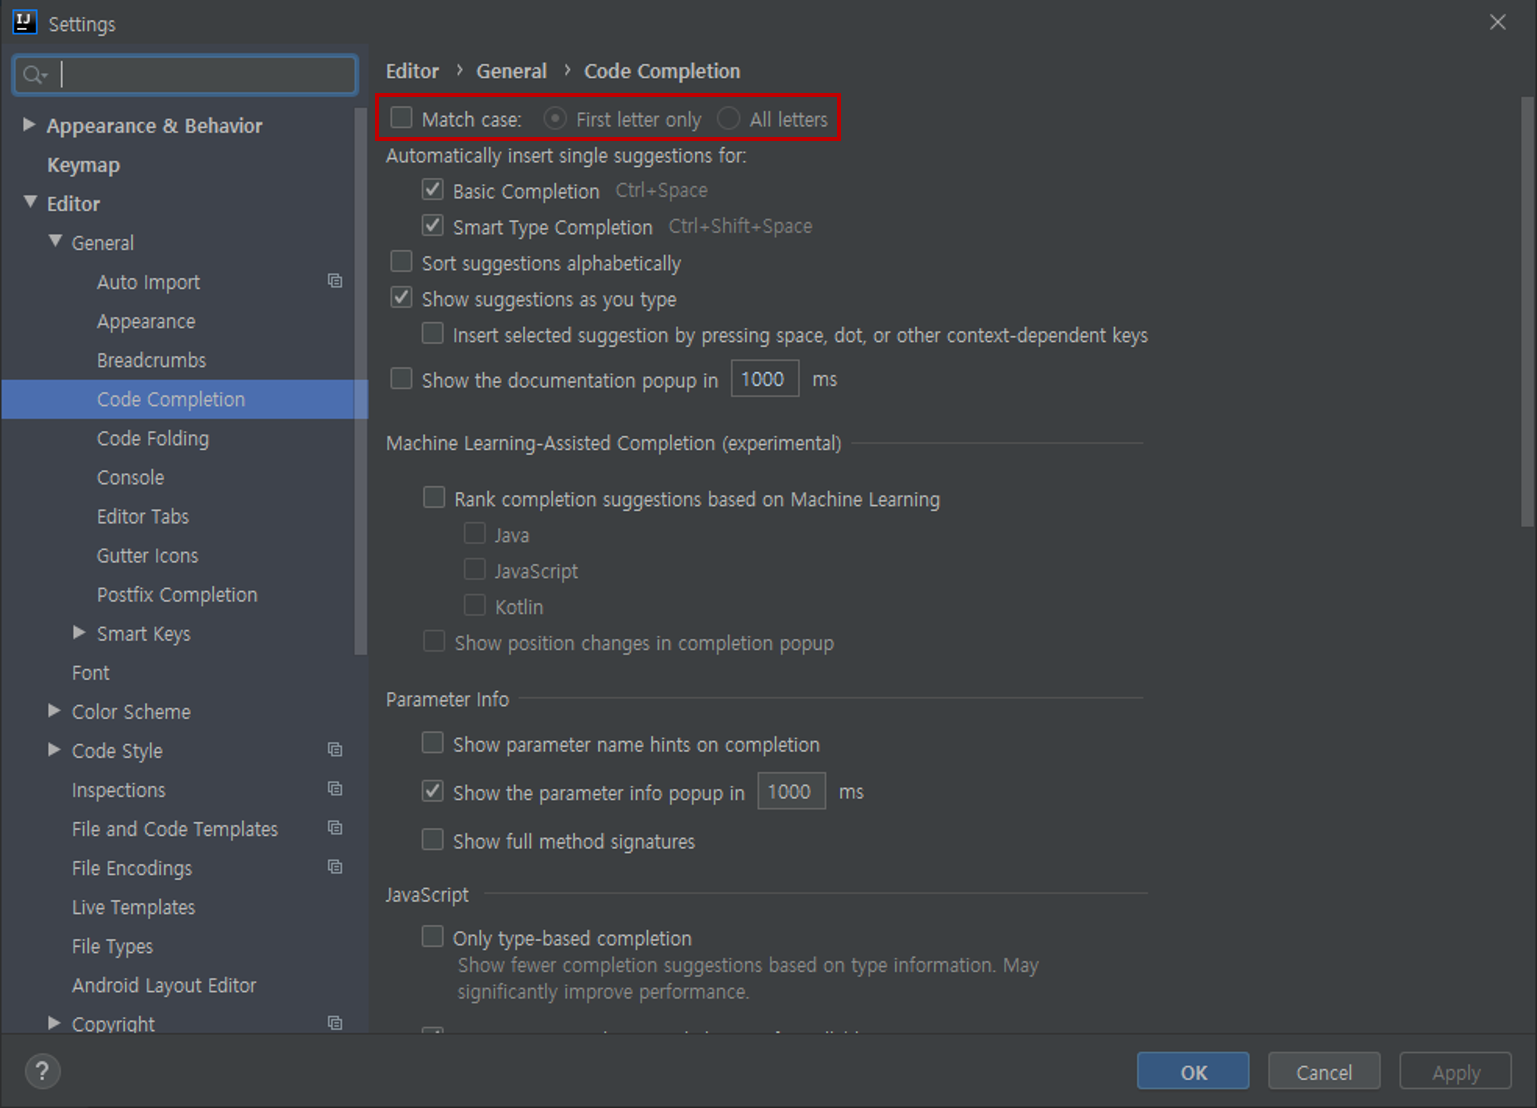 IJ
Settings
Appearance & Behavior
Keymap
Editor
General
Auto Import
Appearance
Breadcrumbs
Code Completion
Code Folding
Console
Editor Tabs
Gutter Icons
Postfix Completion
Smart Keys
Font
Color Scheme
Code Style
Inspections
File and Code Templates
File Encodings
Live Templates
File Types
Android Layout Editor
Copyright
Editor › General › Code Completion
Match case: First letter only All letters
Automatically insert single suggestions for:
Basic Completion Ctrl+Space
Smart Type Completion Ctrl+Shift+Space
Sort suggestions alphabetically
Show suggestions as you type
Insert selected suggestion by pressing space, dot, or other context-dependent keys
Show the documentation popup in 1000 ms
Machine Learning-Assisted Completion (experimental)
Rank completion suggestions based on Machine Learning
Java
JavaScript
Kotlin
Show position changes in completion popup
Parameter Info
Show parameter name hints on completion
Show the parameter info popup in 1000 ms
Show full method signatures
JavaScript
Only type-based completion
Show fewer completion suggestions based on type information. May
significantly improve performance.
?
OK Cancel Apply